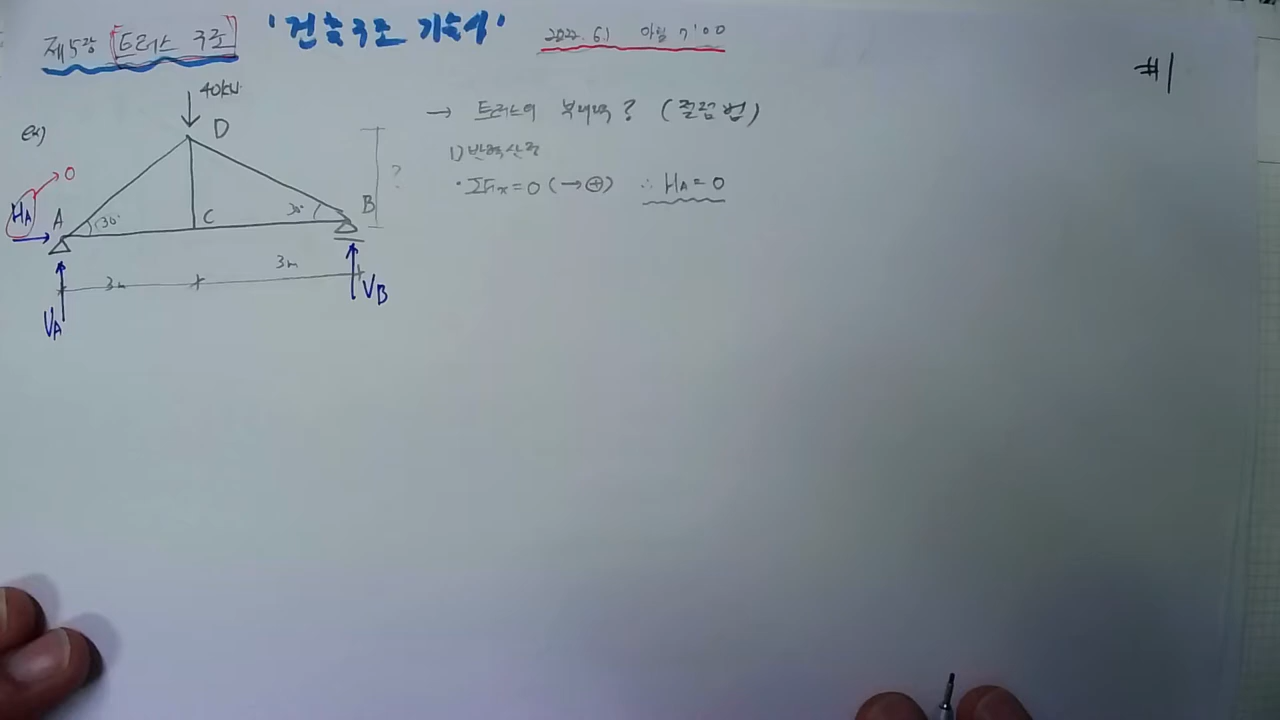 제5강 트러스 구조 '건축구조 기술사' 2022. 6.1 아침 7:00
#1
40kN
ex) D → 트러스의 부재력? (절점법)
1) 반력산정
0 ?
· ΣFx=0 (→⊕) ∴ HA=0
HA A 30° C 30° B
3m 3m
VA VB